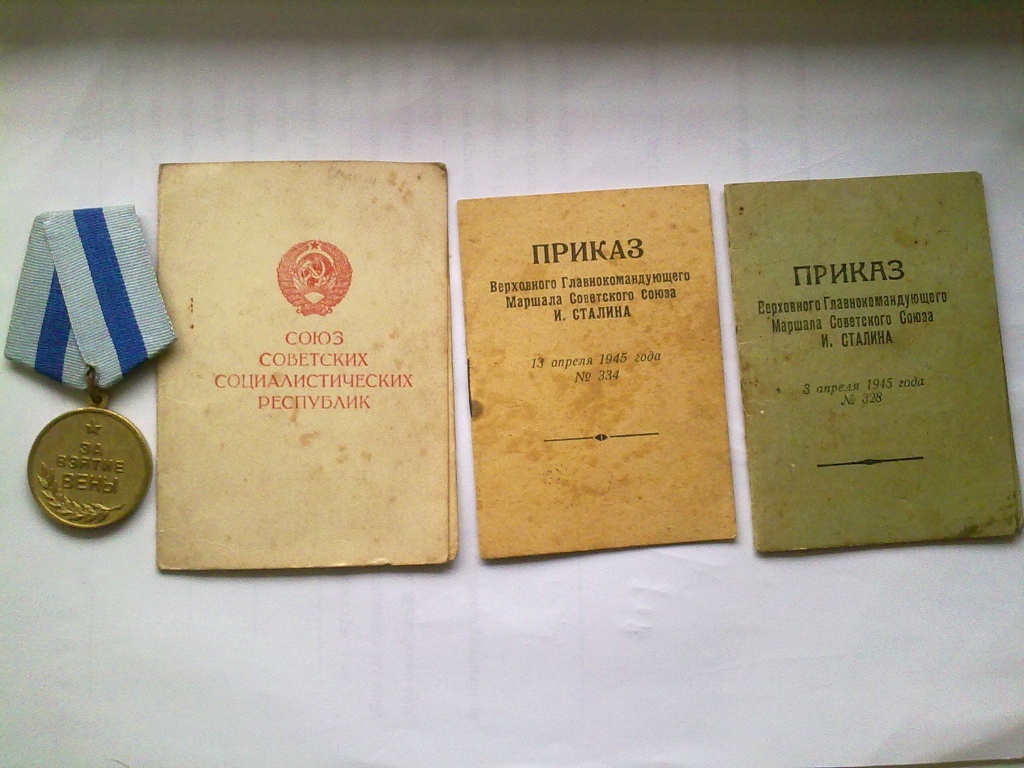 ЗА
ВЗЯТИЕ
ВЕНЫ
СОЮЗ
СОВЕТСКИХ
СОЦИАЛИСТИЧЕСКИХ
РЕСПУБЛИК
ПРИКАЗ
Верховного Главнокомандующего
Маршала Советского Союза
И. СТАЛИНА
13 апреля 1945 года
№ 334
ПРИКАЗ
Верховного Главнокомандующего
Маршала Советского Союза
И. СТАЛИНА
3 апреля 1945 года
№ 328